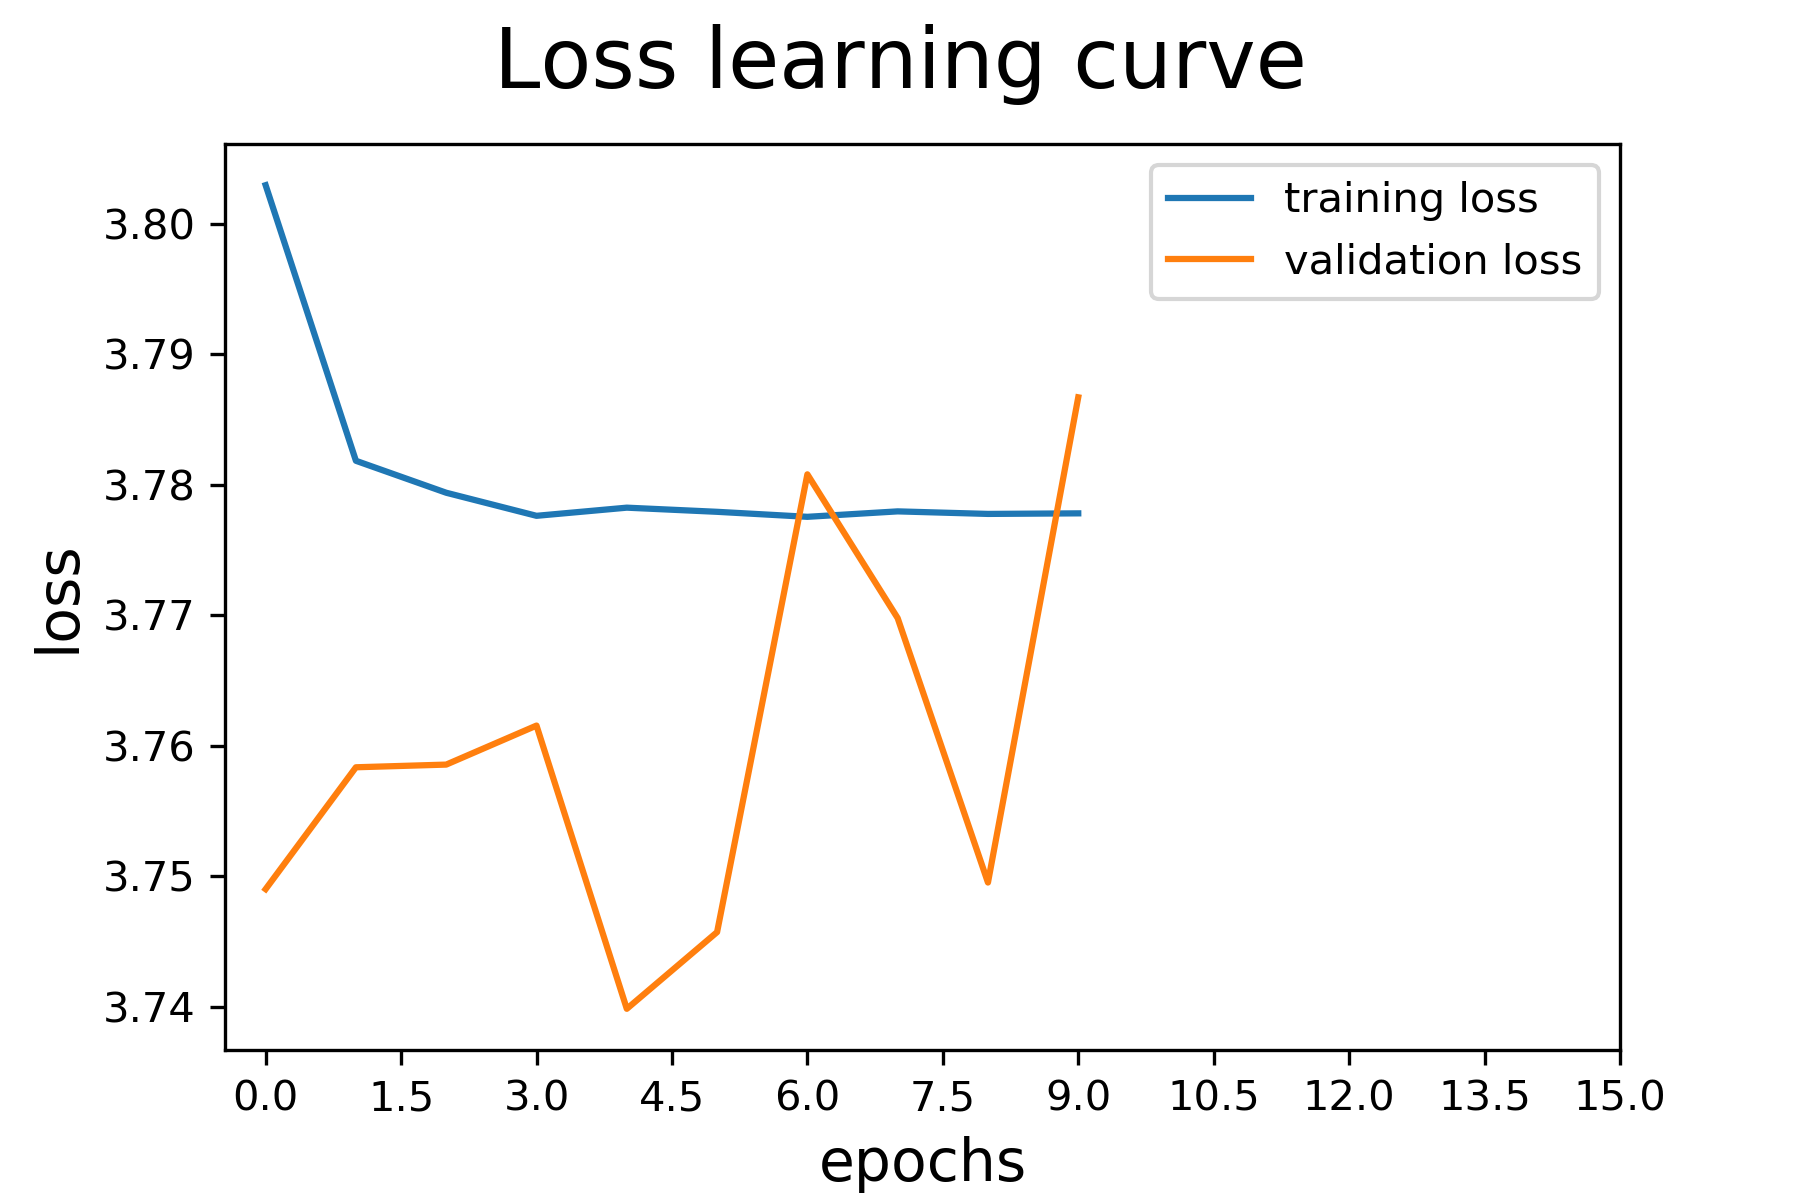 Loss learning curve
training loss
validation loss
3.80
3.79
3.78
3.77
3.76
3.75
3.74
loss
0.0 1.5 3.0 4.5 6.0 7.5 9.0 10.5 12.0 13.5 15.0
epochs